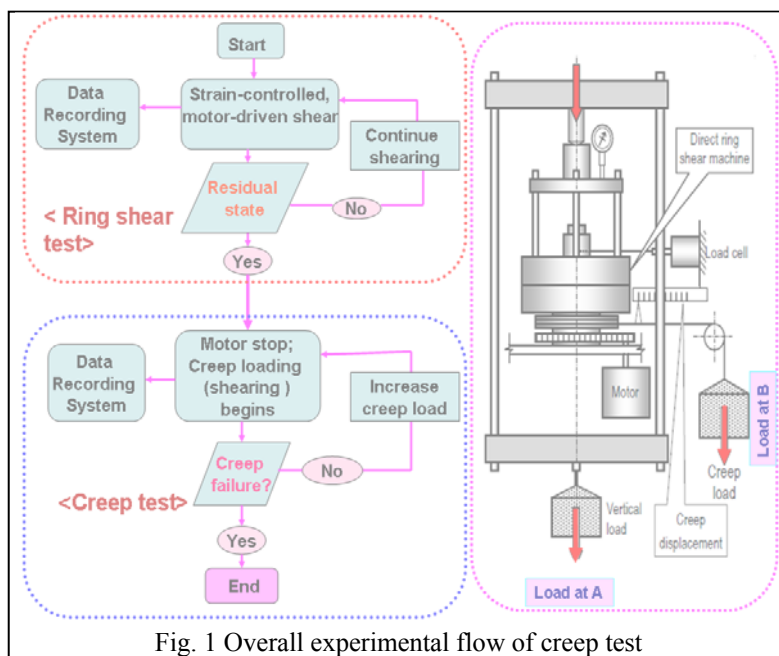 Start
Data
Recording
System
Strain-controlled,
motor-driven shear
Continue
shearing
Residual
state
No
< Ring shear
test>
Yes
Motor stop;
Creep loading
(shearing )
begins
Data
Recording
System
Increase
creep load
Creep
failure?
No
<Creep test>
Yes
End
Direct ring
shear machine
Load cell
Motor
Load at B
Creep
load
Vertical
load
Creep
displacement
Load at A
Fig. 1 Overall experimental flow of creep test